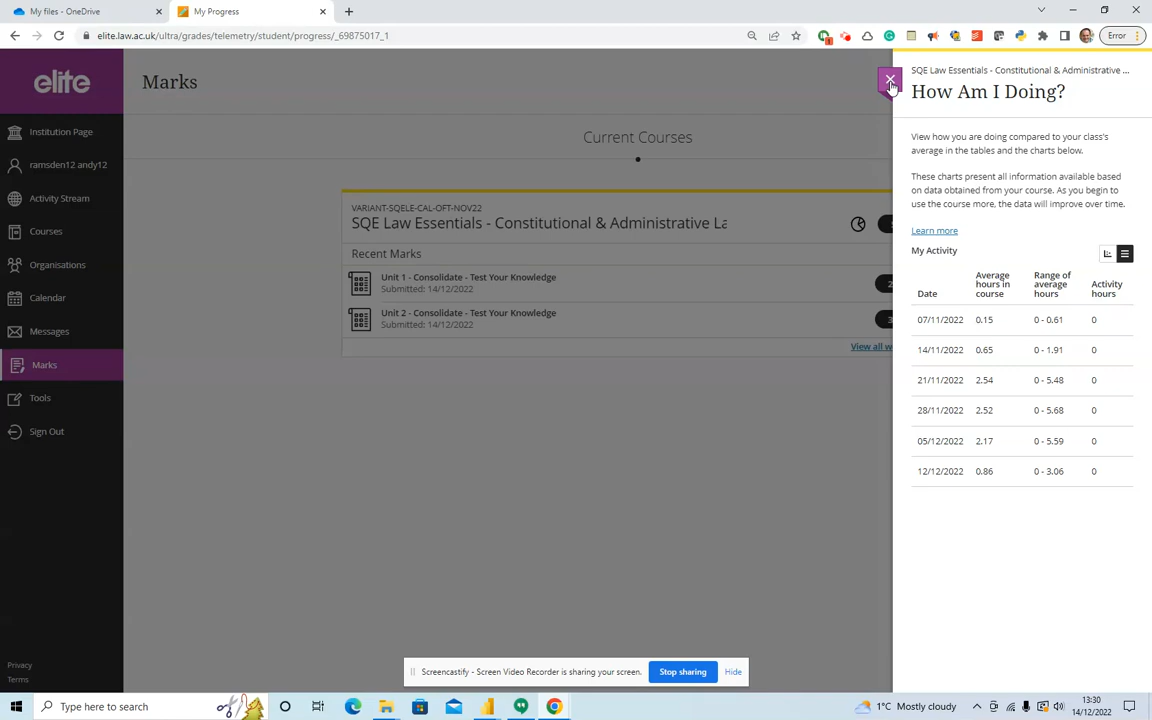 My files - OneDrive
My Progress
elite.law.ac.uk/ultra/grades/telemetry/student/progress/_69875017_1
Error
elite
Institution Page
ramsden12 andy12
Activity Stream
Courses
Organisations
Calendar
Messages
Marks
Tools
Sign Out
Privacy
Terms
Marks
Current Courses
VARIANT-SQELE-CAL-OFT-NOV22
SQE Law Essentials - Constitutional & Administrative La
Recent Marks
Unit 1 - Consolidate - Test Your Knowledge
Submitted: 14/12/2022
2
Unit 2 - Consolidate - Test Your Knowledge
Submitted: 14/12/2022
3
View all w
SQE Law Essentials - Constitutional & Administrative ...
How Am I Doing?
View how you are doing compared to your class's
average in the tables and the charts below.
These charts present all information available based
on data obtained from your course. As you begin to
use the course more, the data will improve over time.
Learn more
My Activity
Date Average hours in course Range of average hours Activity hours
07/11/2022 0.15 0 - 0.61 0
14/11/2022 0.65 0 - 1.91 0
21/11/2022 2.54 0 - 5.48 0
28/11/2022 2.52 0 - 5.68 0
05/12/2022 2.17 0 - 5.59 0
12/12/2022 0.86 0 - 3.06 0
Screencastify - Screen Video Recorder is sharing your screen.
Stop sharing
Hide
Type here to search
1°C Mostly cloudy
13:30
14/12/2022